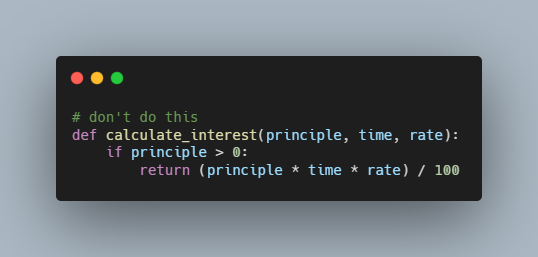 # don't do this
def calculate_interest(principle, time, rate):
    if principle > 0:
        return (principle * time * rate) / 100